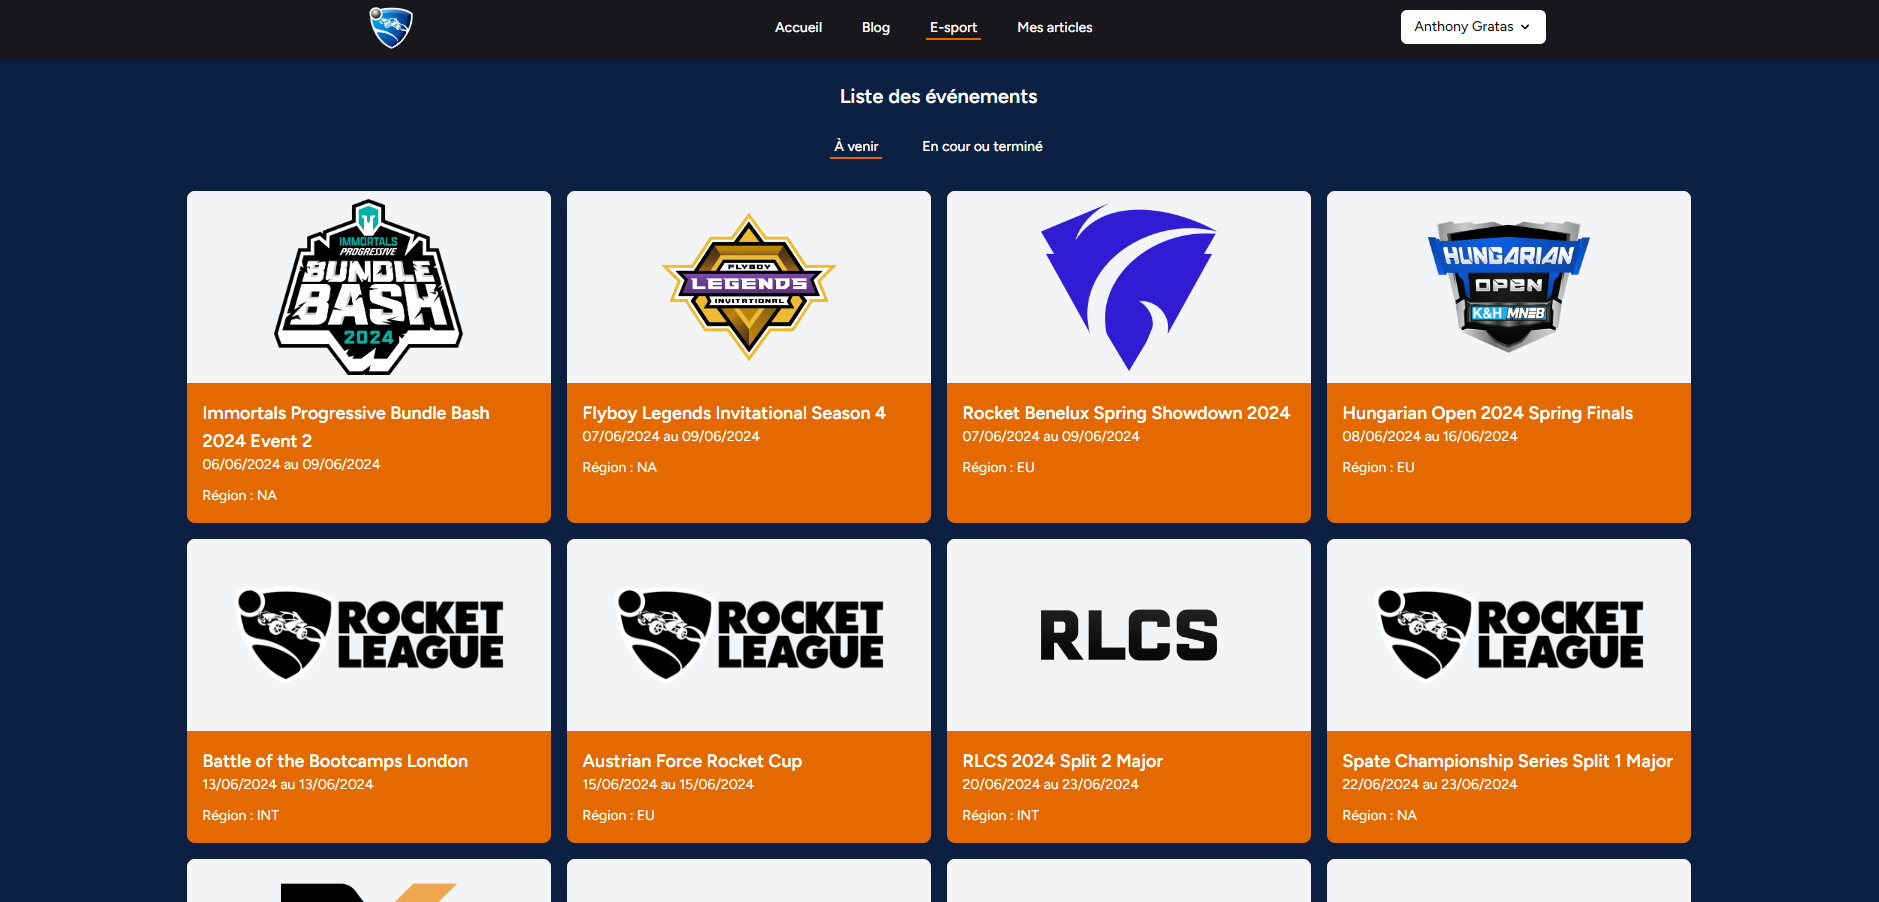 Accueil
Blog
E-sport
Mes articles
Anthony Gratas
Liste des événements
À venir
En cour ou terminé
IMMORTALS
PROGRESSIVE
BUNDLE
BASH
2024
FLYBOY
LEGENDS
INVITATIONAL
HUNGARIAN
OPEN
K&H MNEB
Immortals Progressive Bundle Bash
2024 Event 2
06/06/2024 au 09/06/2024
Région : NA
Flyboy Legends Invitational Season 4
07/06/2024 au 09/06/2024
Région : NA
Rocket Benelux Spring Showdown 2024
07/06/2024 au 09/06/2024
Région : EU
Hungarian Open 2024 Spring Finals
08/06/2024 au 16/06/2024
Région : EU
ROCKET
LEAGUE
ROCKET
LEAGUE
RLCS
ROCKET
LEAGUE
Battle of the Bootcamps London
13/06/2024 au 13/06/2024
Région : INT
Austrian Force Rocket Cup
15/06/2024 au 15/06/2024
Région : EU
RLCS 2024 Split 2 Major
20/06/2024 au 23/06/2024
Région : INT
Spate Championship Series Split 1 Major
22/06/2024 au 23/06/2024
Région : NA